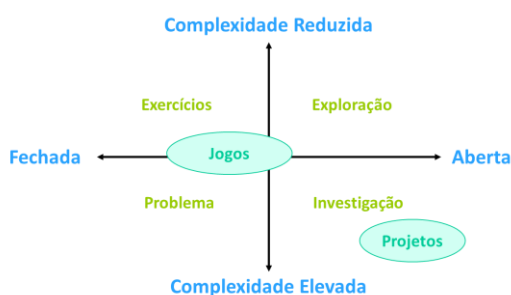 Complexidade Reduzida
Exercícios
Exploração
Fechada
Jogos
Aberta
Problema
Investigação
Projetos
Complexidade Elevada